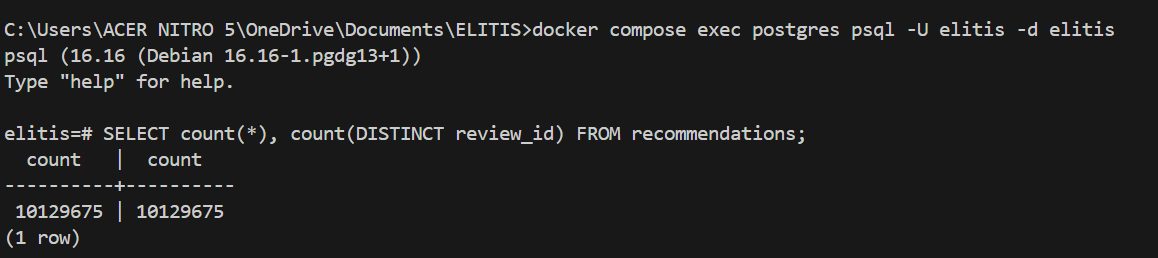 C:\Users\ACER NITRO 5\OneDrive\Documents\ELITIS>docker compose exec postgres psql -U elitis -d elitis
psql (16.16 (Debian 16.16-1.pgdg13+1))
Type "help" for help.

elitis=# SELECT count(*), count(DISTINCT review_id) FROM recommendations;
  count   |  count
----------+----------
 10129675 | 10129675
(1 row)